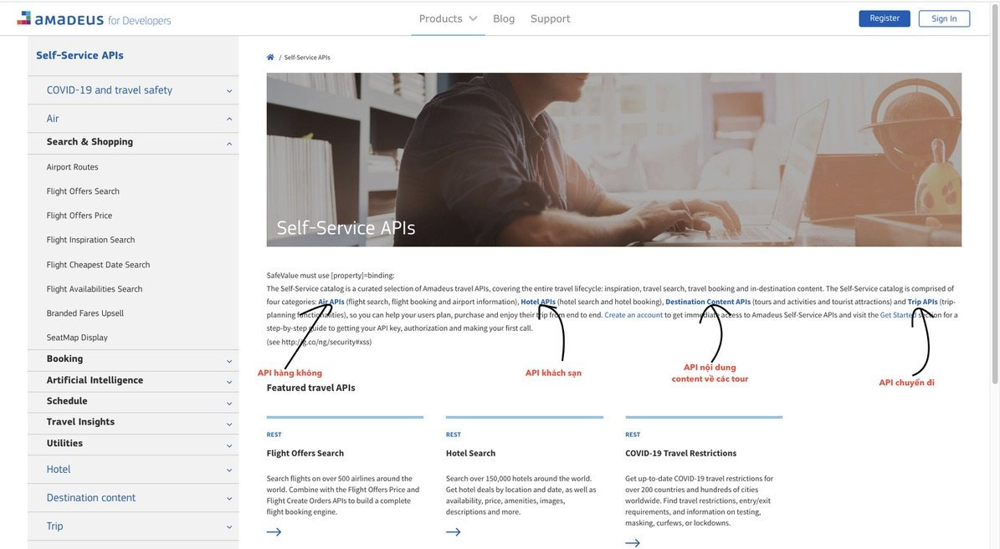 amadeus for Developers
Products
Blog
Support
Register
Sign In
Self-Service APIs
COVID-19 and travel safety
Air
Search & Shopping
Airport Routes
Flight Offers Search
Flight Offers Price
Flight Inspiration Search
Flight Cheapest Date Search
Flight Availabilities Search
Branded Fares Upsell
SeatMap Display
Booking
Artificial Intelligence
Schedule
Travel Insights
Utilities
Hotel
Destination content
Trip
/ Self-Service APIs
Self-Service APIs
SafeValue must use [property]=binding:
The Self-Service catalog is a curated selection of Amadeus travel APIs, covering the entire travel lifecycle: inspiration, travel search, travel booking and in-destination content. The Self-Service catalog is comprised of
four categories: Air APIs (flight search, flight booking and airport information), Hotel APIs (hotel search and hotel booking), Destination Content APIs (tours and activities and tourist attractions) and Trip APIs (trip-
planning functionalities), so you can help your users plan, purchase and enjoy their trip from end to end. Create an account to get immediate access to Amadeus Self-Service APIs and visit the Get Started section for a
step-by-step guide to getting your API key, authorization and making your first call.
(see http://g.co/ng/security#xss)
API hàng không
API khách sạn
API nội dung
content về các tour
API chuyến đi
Featured travel APIs
REST
Flight Offers Search
Search flights on over 500 airlines around the
world. Combine with the Flight Offers Price and
Flight Create Orders APIs to build a complete
flight booking engine.
REST
Hotel Search
Search over 150,000 hotels around the world.
Get hotel deals by location and date, as well as
availability, price, amenities, images,
descriptions and more.
REST
COVID-19 Travel Restrictions
Get up-to-date COVID-19 travel restrictions for
over 200 countries and hundreds of cities
worldwide. Find travel restrictions, entry/exit
requirements, and information on testing,
masking, curfews, or lockdowns.